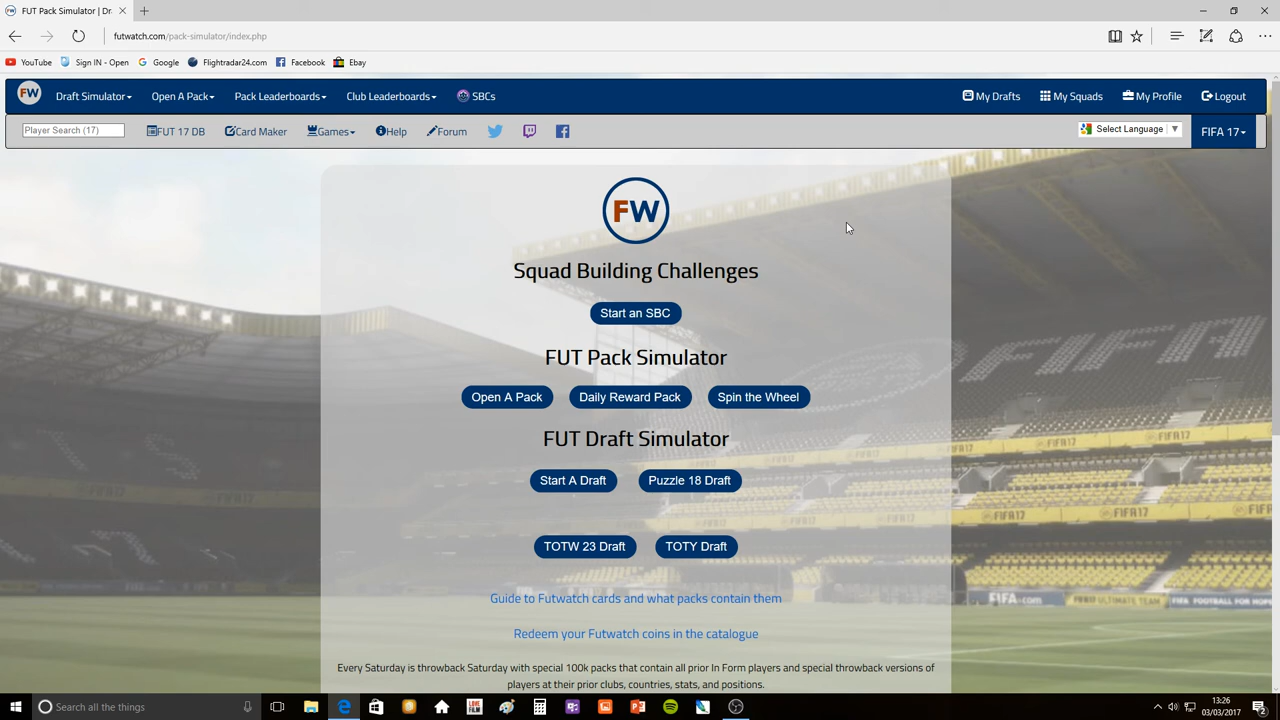 FUT Pack Simulator | Dr
futwatch.com/pack-simulator/index.php
YouTube Sign IN - Open Google Flightradar24.com Facebook Ebay
FW Draft Simulator Open A Pack Pack Leaderboards Club Leaderboards SBCs My Drafts My Squads My Profile Logout
Player Search (17) FUT 17 DB Card Maker Games Help Forum Select Language FIFA 17
FW
Squad Building Challenges
Start an SBC
FUT Pack Simulator
Open A Pack Daily Reward Pack Spin the Wheel
FUT Draft Simulator
Start A Draft Puzzle 18 Draft
TOTW 23 Draft TOTY Draft
Guide to Futwatch cards and what packs contain them
Redeem your Futwatch coins in the catalogue
Every Saturday is throwback Saturday with special 100k packs that contain all prior In Form players and special throwback versions of
players at their prior clubs, countries, stats, and positions.
Search all the things
13:26
03/03/2017